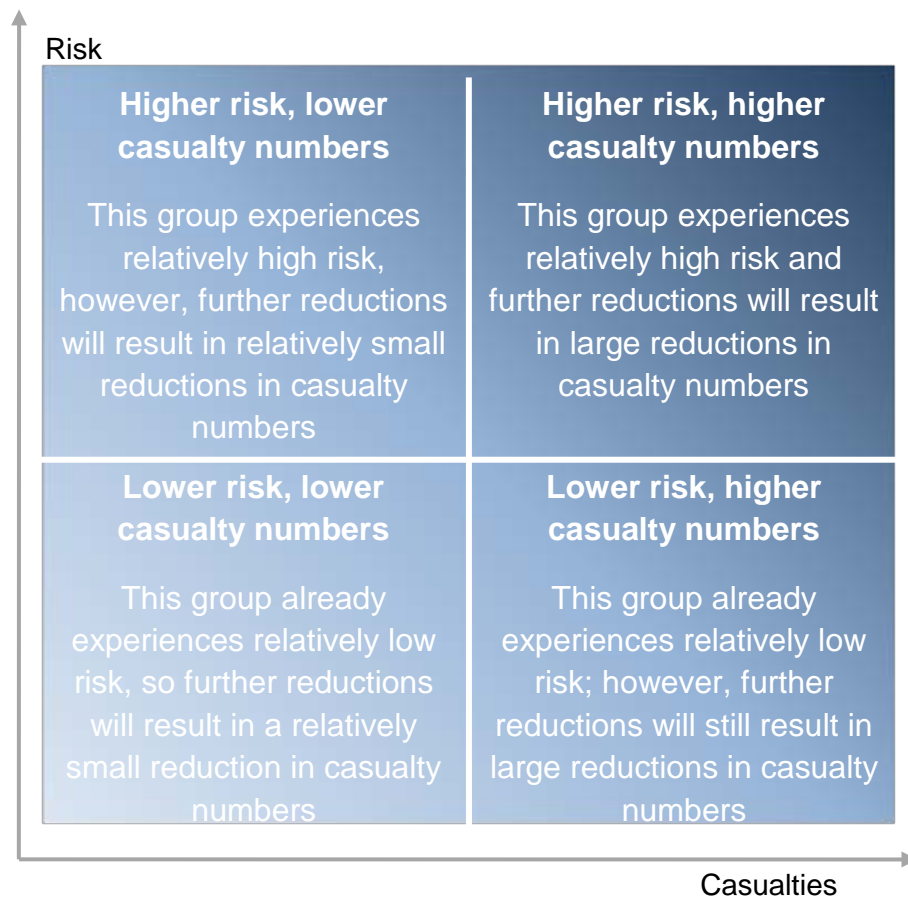 Risk
Higher risk, lower
casualty numbers
This group experiences
relatively high risk,
however, further reductions
will result in relatively small
reductions in casualty
numbers
Higher risk, higher
casualty numbers
This group experiences
relatively high risk and
further reductions will result
in large reductions in
casualty numbers
Lower risk, lower
casualty numbers
This group already
experiences relatively low
risk, so further reductions
will result in a relatively
small reduction in casualty
numbers
Lower risk, higher
casualty numbers
This group already
experiences relatively low
risk; however, further
reductions will still result in
large reductions in casualty
numbers
Casualties